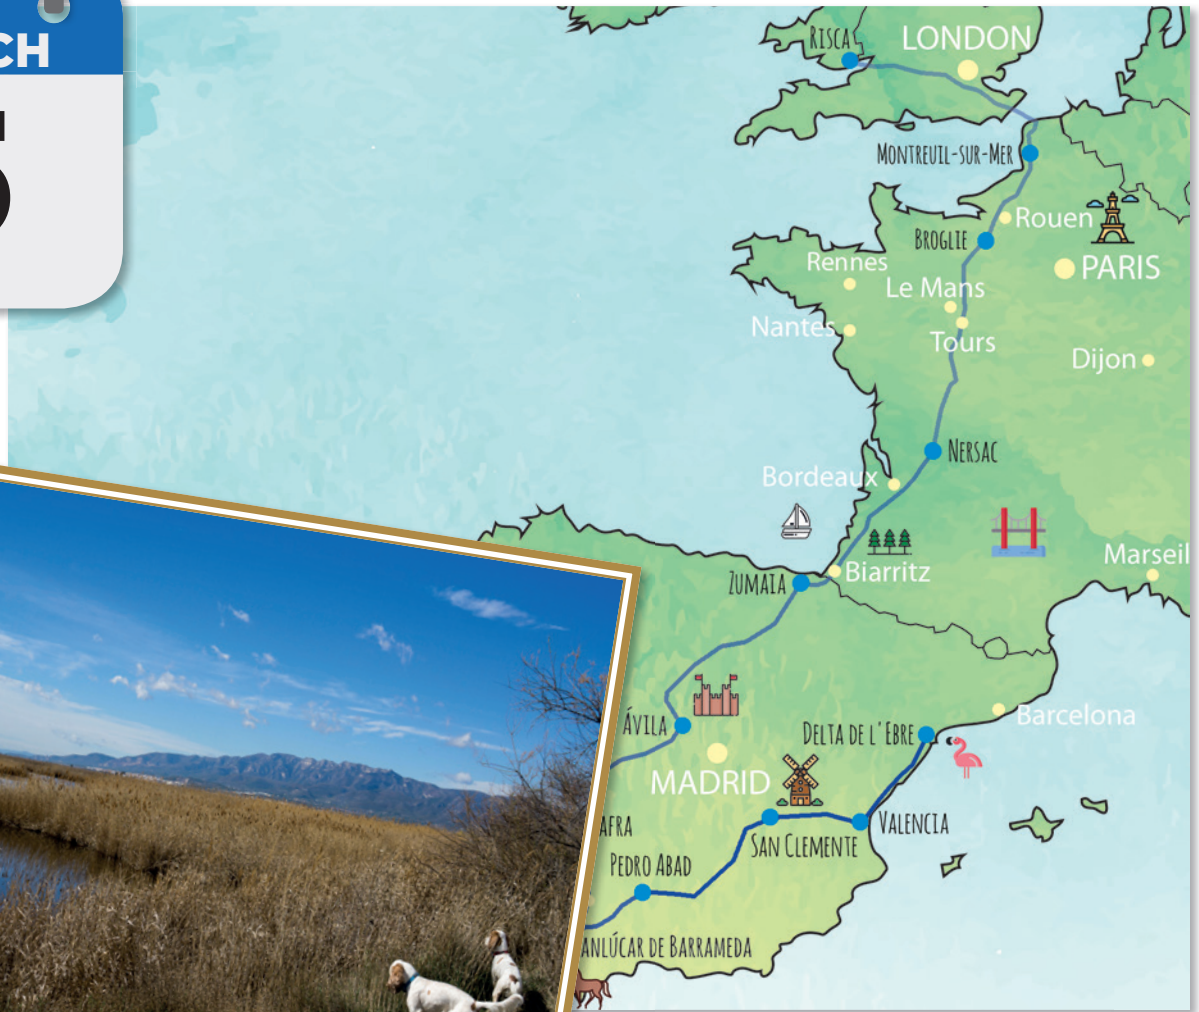 RISCA
LONDON
MONTREUIL-SUR-MER
Rouen
BROGLIE
Rennes
PARIS
Le Mans
Nantes
Tours
Dijon
NERSAC
Bordeaux
Marseil
Biarritz
ZUMAIA
Barcelona
ÁVILA
DELTA DE L'EBRE
MADRID
VALENCIA
AFRA
SAN CLEMENTE
PEDRO ABAD
ANLÚCAR DE BARRAMEDA
CH